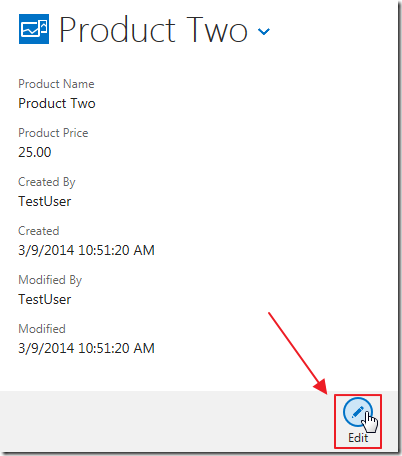 Product Two
Product Name
Product Two
Product Price
25.00
Created By
TestUser
Created
3/9/2014 10:51:20 AM
Modified By
TestUser
Modified
3/9/2014 10:51:20 AM
Edit